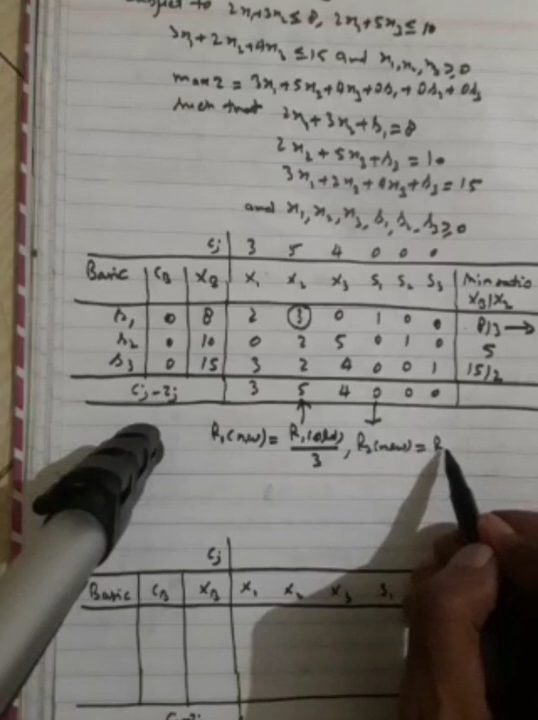 subject to 2x₁+3x₂ ≤ 8, 2x₂+5x₃ ≤ 10
3x₁+2x₂+4x₃ ≤ 15 and x₁,x₂,x₃ ≥ 0
max z = 3x₁+5x₂+4x₃+0s₁+0s₂+0s₃
such that 2x₁+3x₂+s₁=8
2x₂+5x₃+s₂=10
3x₁+2x₂+4x₃+s₃=15
and x₁,x₂,x₃,s₁,s₂,s₃ ≥ 0
Cj 3 5 4 0 0 0
Basic CB XB X₁ X₂ X₃ S₁ S₂ S₃ Min ratio XB/X₂
s₁ 0 8 2 3 0 1 0 0 8/3 →
s₂ 0 10 0 2 5 0 1 0 5
s₃ 0 15 3 2 4 0 0 1 15/2
Cj-Zj 3 5 4 0 0 0
↑ ↓
R₁(new) = R₁(old)/3, R₂(new) = R
Cj
Basic CB XB X₁ X₂ X₃ S₁
Cj-Zj